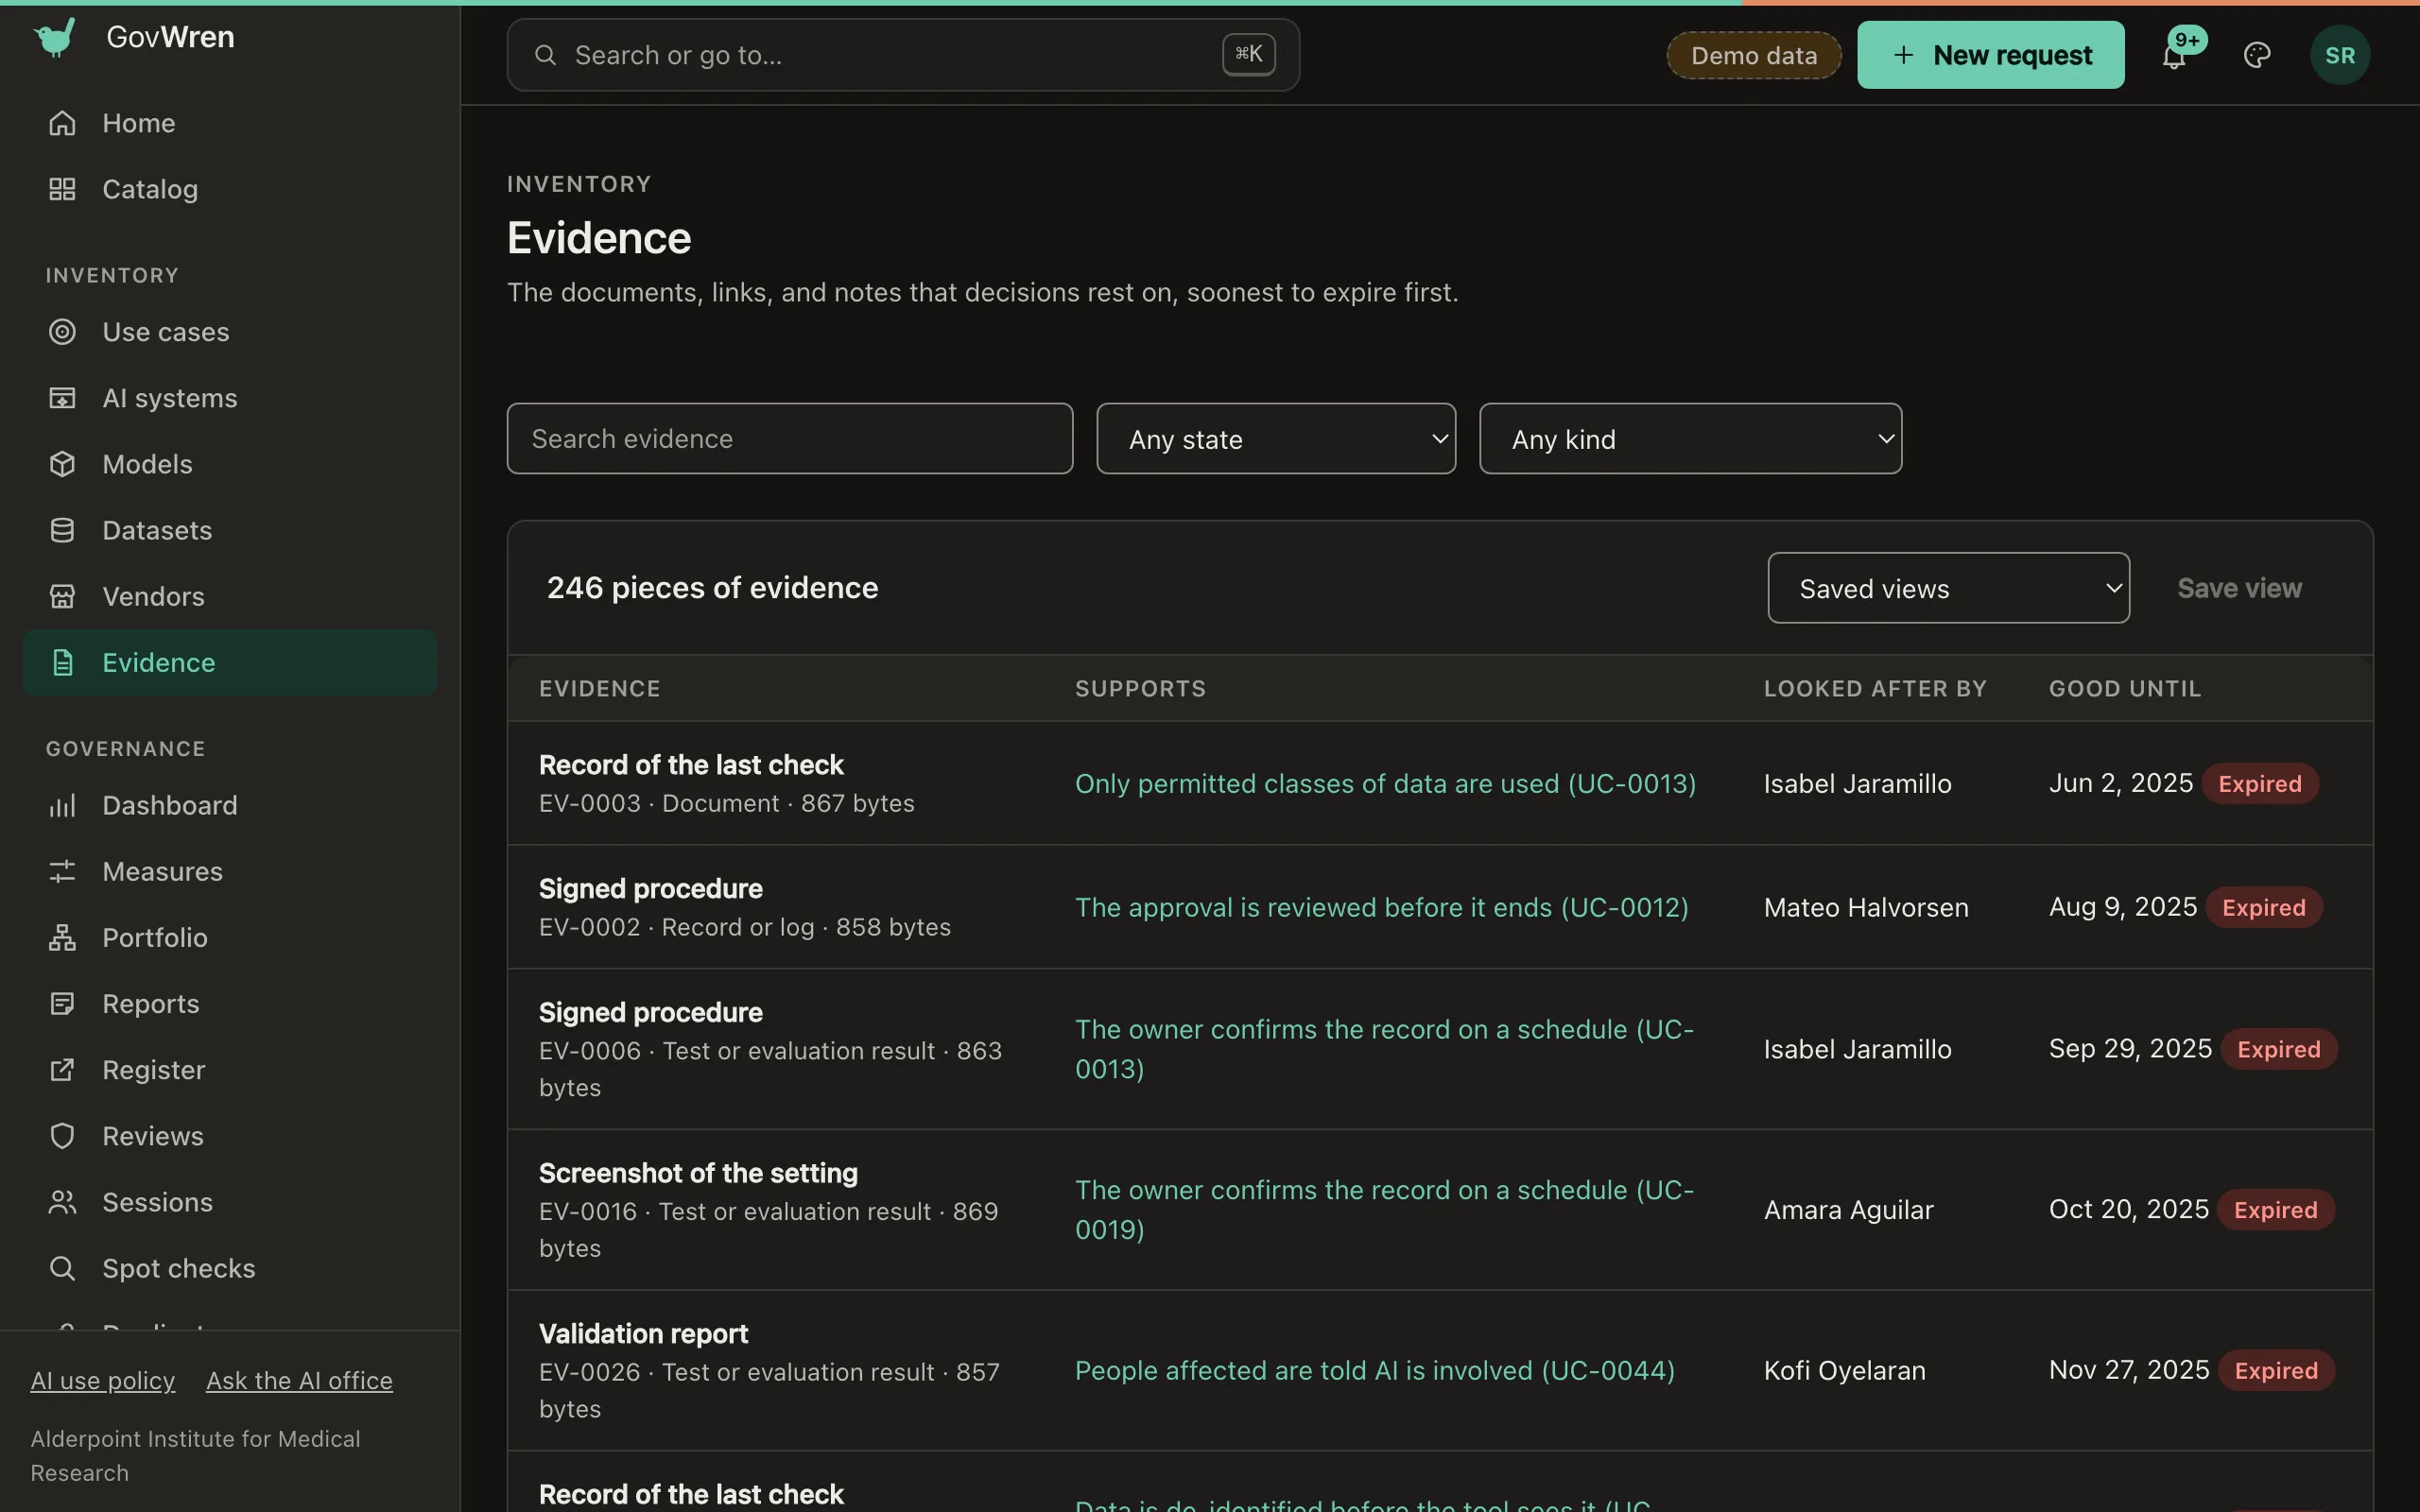 GovWren
Search or go to...
⌘K
Demo data
+ New request
9+
SR
Home
Catalog
INVENTORY
Use cases
AI systems
Models
Datasets
Vendors
Evidence
GOVERNANCE
Dashboard
Measures
Portfolio
Reports
Register
Reviews
Sessions
Spot checks
AI use policy
Ask the AI office
Alderpoint Institute for Medical
Research
INVENTORY
Evidence
The documents, links, and notes that decisions rest on, soonest to expire first.
Search evidence
Any state
Any kind
246 pieces of evidence
Saved views
Save view
EVIDENCE
SUPPORTS
LOOKED AFTER BY
GOOD UNTIL
Record of the last check
EV-0003 · Document · 867 bytes
Only permitted classes of data are used (UC-0013)
Isabel Jaramillo
Jun 2, 2025 Expired
Signed procedure
EV-0002 · Record or log · 858 bytes
The approval is reviewed before it ends (UC-0012)
Mateo Halvorsen
Aug 9, 2025 Expired
Signed procedure
EV-0006 · Test or evaluation result · 863
bytes
The owner confirms the record on a schedule (UC-
0013)
Isabel Jaramillo
Sep 29, 2025 Expired
Screenshot of the setting
EV-0016 · Test or evaluation result · 869
bytes
The owner confirms the record on a schedule (UC-
0019)
Amara Aguilar
Oct 20, 2025 Expired
Validation report
EV-0026 · Test or evaluation result · 857
bytes
People affected are told AI is involved (UC-0044)
Kofi Oyelaran
Nov 27, 2025 Expired
Record of the last check
Data is de-identified before the tool sees it (UC-